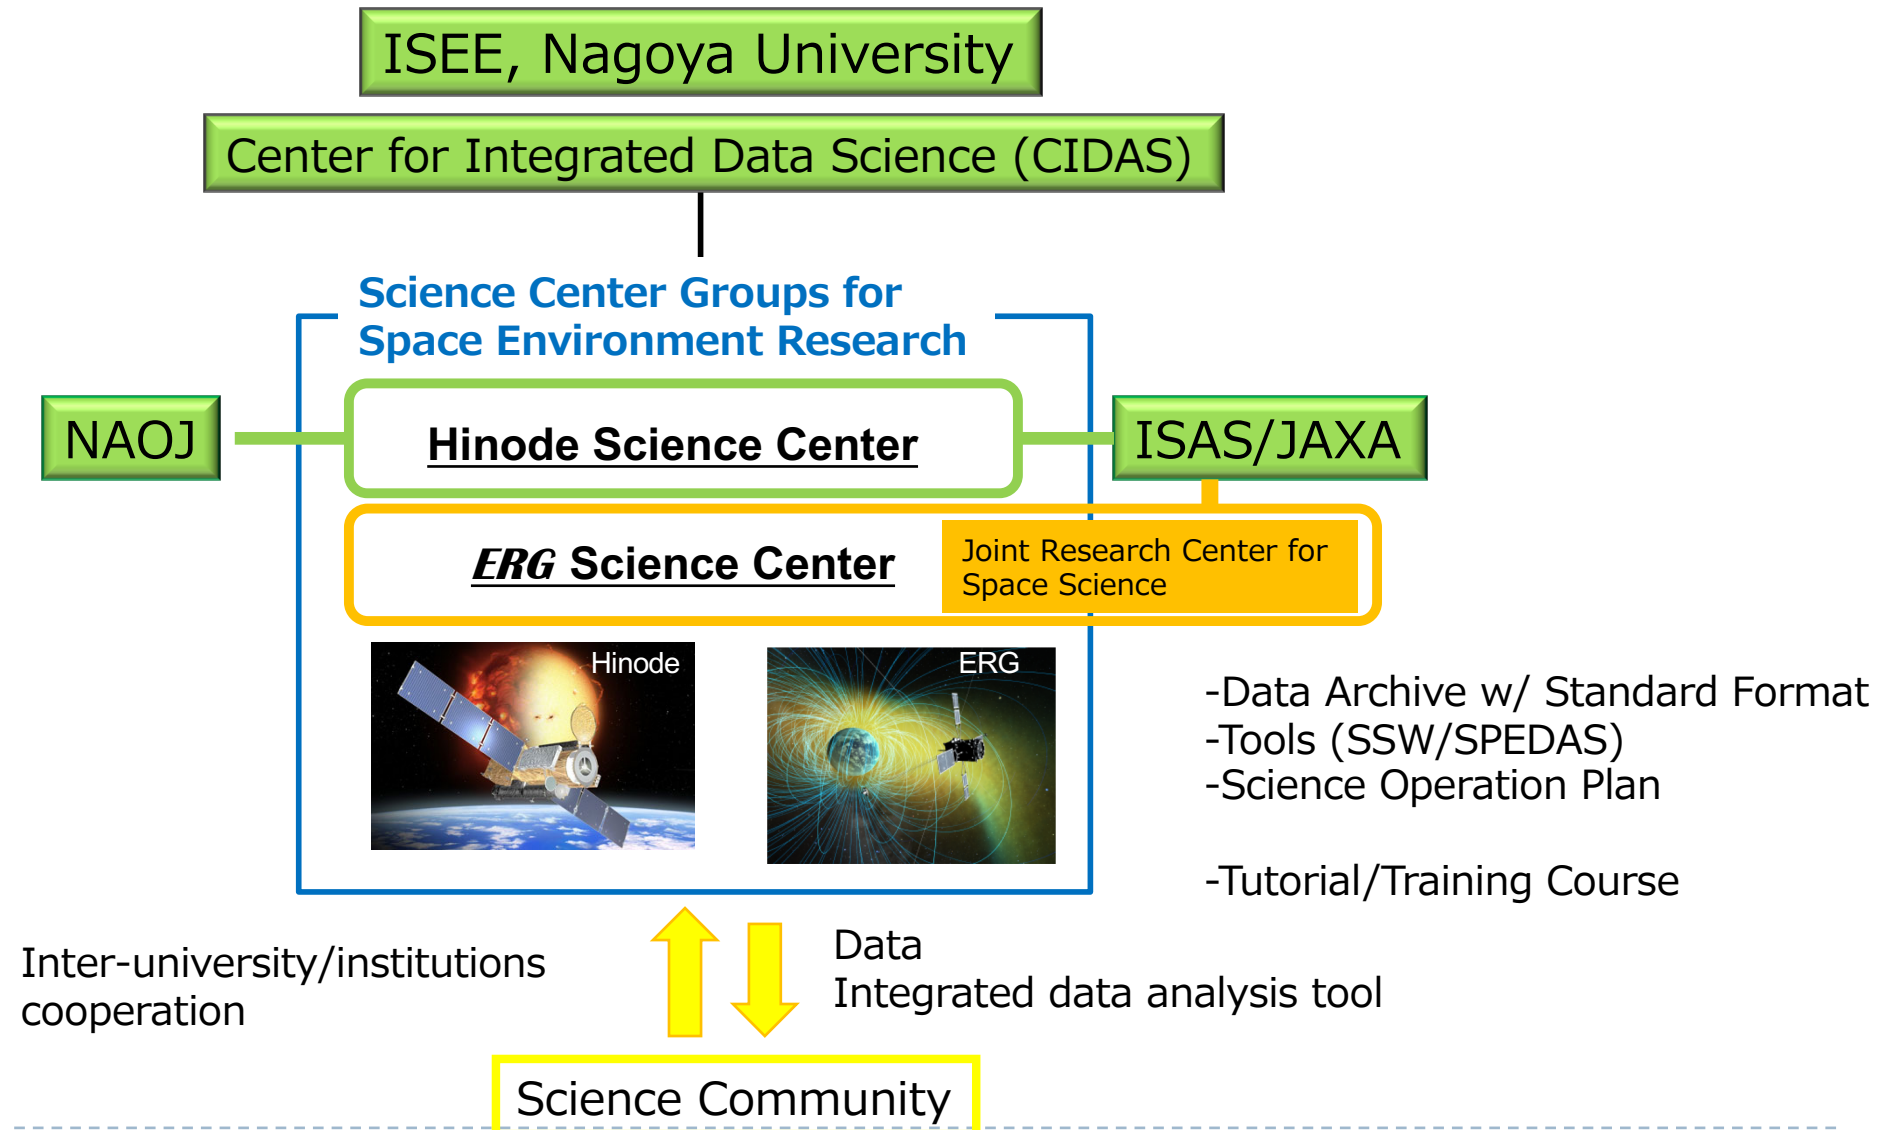 ISEE, Nagoya University
Center for Integrated Data Science (CIDAS)
Science Center Groups for
Space Environment Research
NAOJ
Hinode Science Center
ISAS/JAXA
ERG Science Center
Joint Research Center for
Space Science
Hinode
ERG
-Data Archive w/ Standard Format
-Tools (SSW/SPEDAS)
-Science Operation Plan
-Tutorial/Training Course
Inter-university/institutions
cooperation
Data
Integrated data analysis tool
Science Community